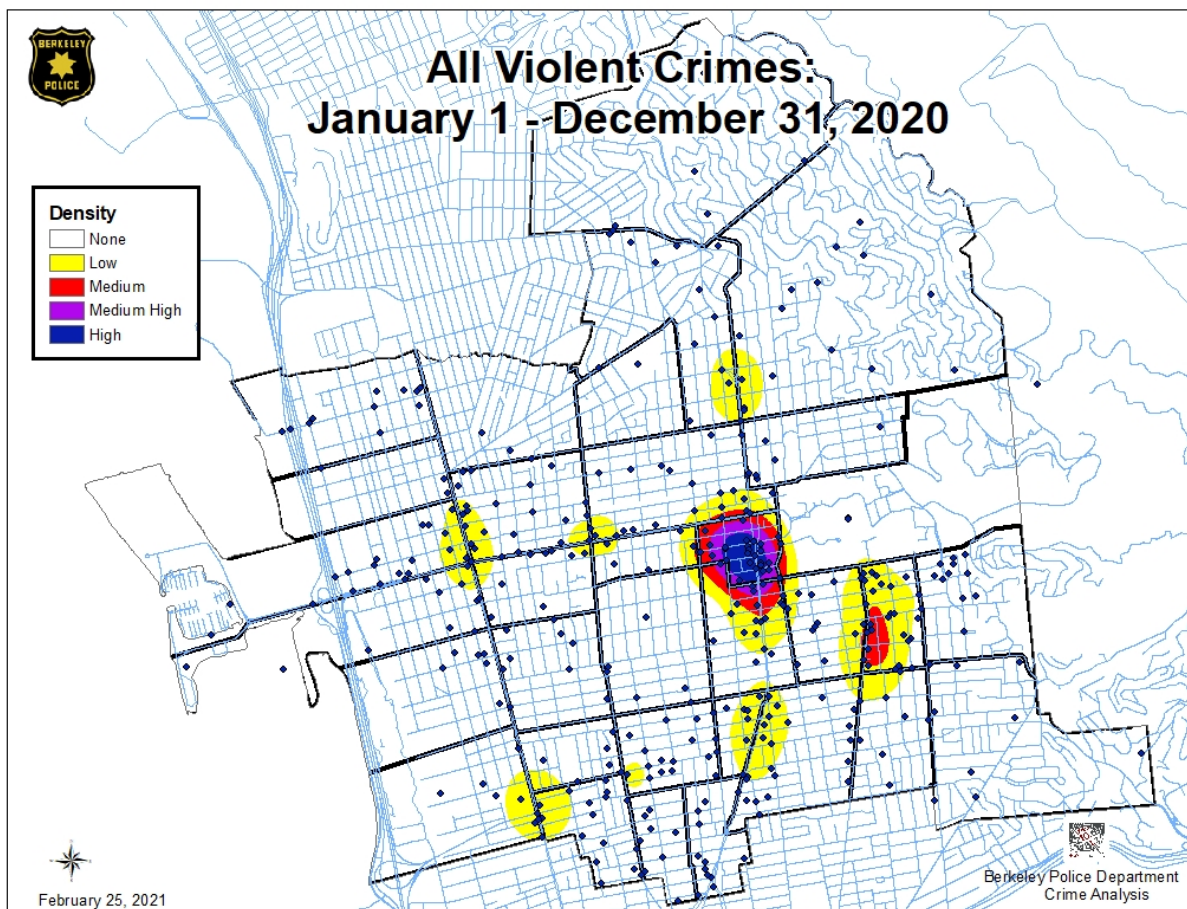 BERKELEY
POLICE
All Violent Crimes:
January 1 - December 31, 2020
Density
None
Low
Medium
Medium High
High
February 25, 2021
Berkeley Police Department
Crime Analysis